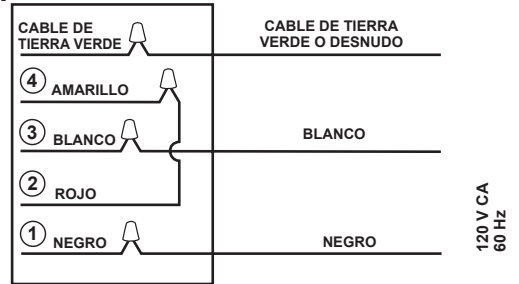 CABLE DE
TIERRA VERDE
CABLE DE TIERRA
VERDE O DESNUDO
4 AMARILLO
3 BLANCO
BLANCO
2 ROJO
1 NEGRO
NEGRO
120 V CA
60 Hz